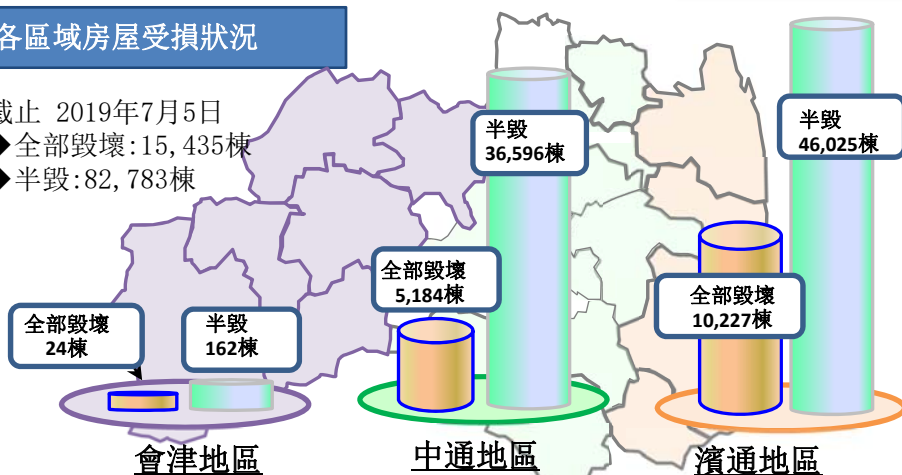 各區域房屋受損狀況
截止 2019年7月5日
◆全部毀壞:15,435棟
◆半毀:82,783棟
半毀
36,596棟
半毀
46,025棟
全部毀壞
5,184棟
全部毀壞
10,227棟
全部毀壞
24棟
半毀
162棟
會津地區
中通地區
濱通地區